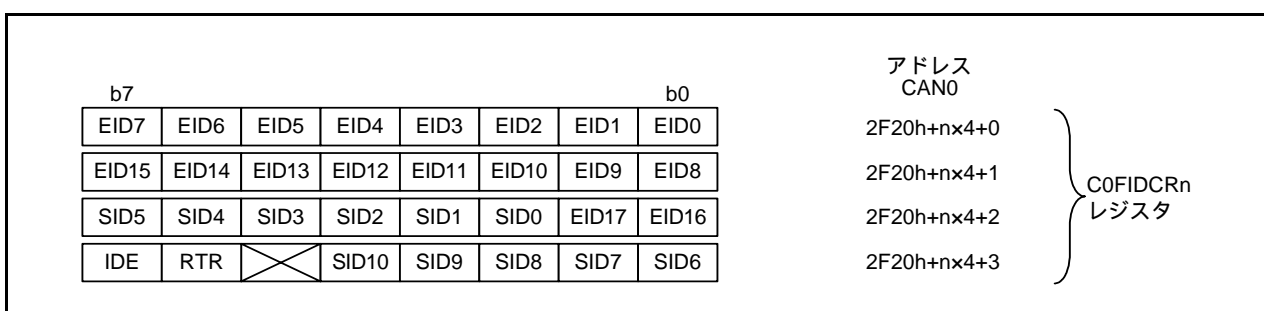 アドレス
CAN0
b7 b0
EID7 EID6 EID5 EID4 EID3 EID2 EID1 EID0 2F20h+n×4+0
EID15 EID14 EID13 EID12 EID11 EID10 EID9 EID8 2F20h+n×4+1
SID5 SID4 SID3 SID2 SID1 SID0 EID17 EID16 2F20h+n×4+2
IDE RTR SID10 SID9 SID8 SID7 SID6 2F20h+n×4+3
C0FIDCRn
レジスタ